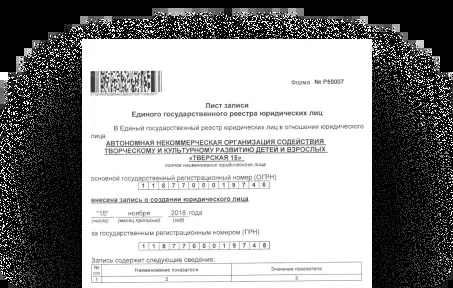 Форма № Р50007
Лист записи
Единого государственного реестра юридических лиц
В Единый государственный реестр юридических лиц в отношении юридического
лица
АВТОНОМНАЯ НЕКОММЕРЧЕСКАЯ ОРГАНИЗАЦИЯ СОДЕЙСТВИЯ
ТВОРЧЕСКОМУ И КУЛЬТУРНОМУ РАЗВИТИЮ ДЕТЕЙ И ВЗРОСЛЫХ
«ТВЕРСКАЯ 15»
полное наименование юридического лица
основной государственный регистрационный номер (ОГРН)
1 1 8 7 7 0 0 0 1 9 7 4 8
внесена запись о создании юридического лица
"15" ноября 2018 года
(число) (месяц прописью) (год)
за государственным регистрационным номером (ГРН)
1 1 8 7 7 0 0 0 1 9 7 4 8
Запись содержит следующие сведения:
№ п/п Наименование показателя Значение показателя
1 2 3